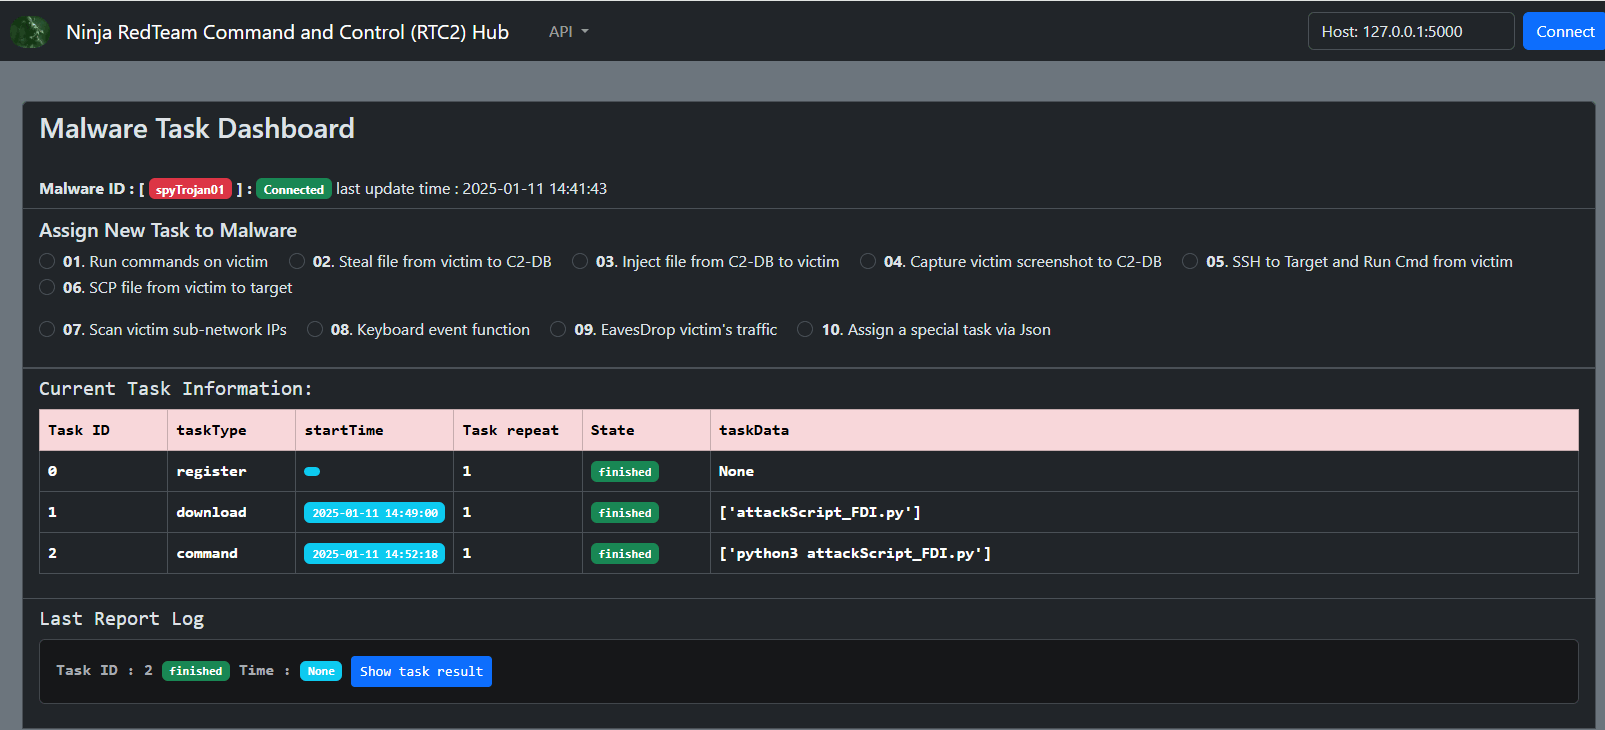 Ninja RedTeam Command and Control (RTC2) Hub API Host: 127.0.0.1:5000 Connect
Malware Task Dashboard
Malware ID : [ spyTrojan01 ] : Connected last update time : 2025-01-11 14:41:43
Assign New Task to Malware
01. Run commands on victim 02. Steal file from victim to C2-DB 03. Inject file from C2-DB to victim 04. Capture victim screenshot to C2-DB 05. SSH to Target and Run Cmd from victim
06. SCP file from victim to target
07. Scan victim sub-network IPs 08. Keyboard event function 09. EavesDrop victim's traffic 10. Assign a special task via Json
Current Task Information:
Task ID taskType startTime Task repeat State taskData
0 register 1 finished None
1 download 2025-01-11 14:49:00 1 finished ['attackScript_FDI.py']
2 command 2025-01-11 14:52:18 1 finished ['python3 attackScript_FDI.py']
Last Report Log
Task ID : 2 finished Time : None Show task result